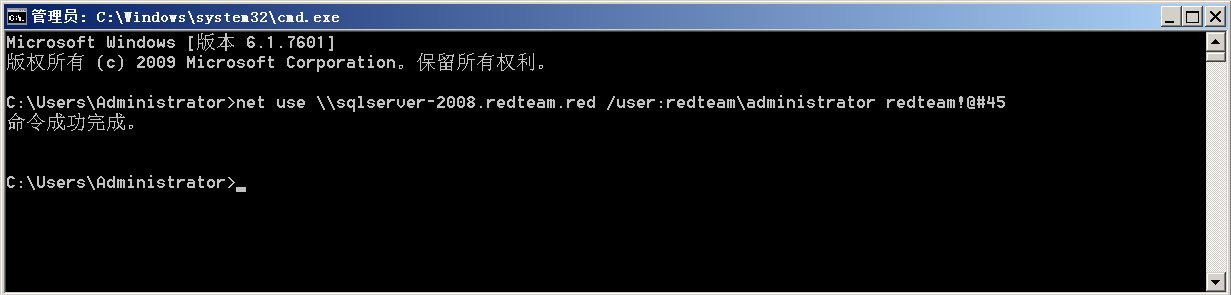 管理员: C:\Windows\system32\cmd.exe
Microsoft Windows [版本 6.1.7601]
版权所有 (c) 2009 Microsoft Corporation。保留所有权利。
C:\Users\Administrator>net use \\sqlserver-2008.redteam.red /user:redteam\administrator redteam!@#45
命令成功完成。
C:\Users\Administrator>